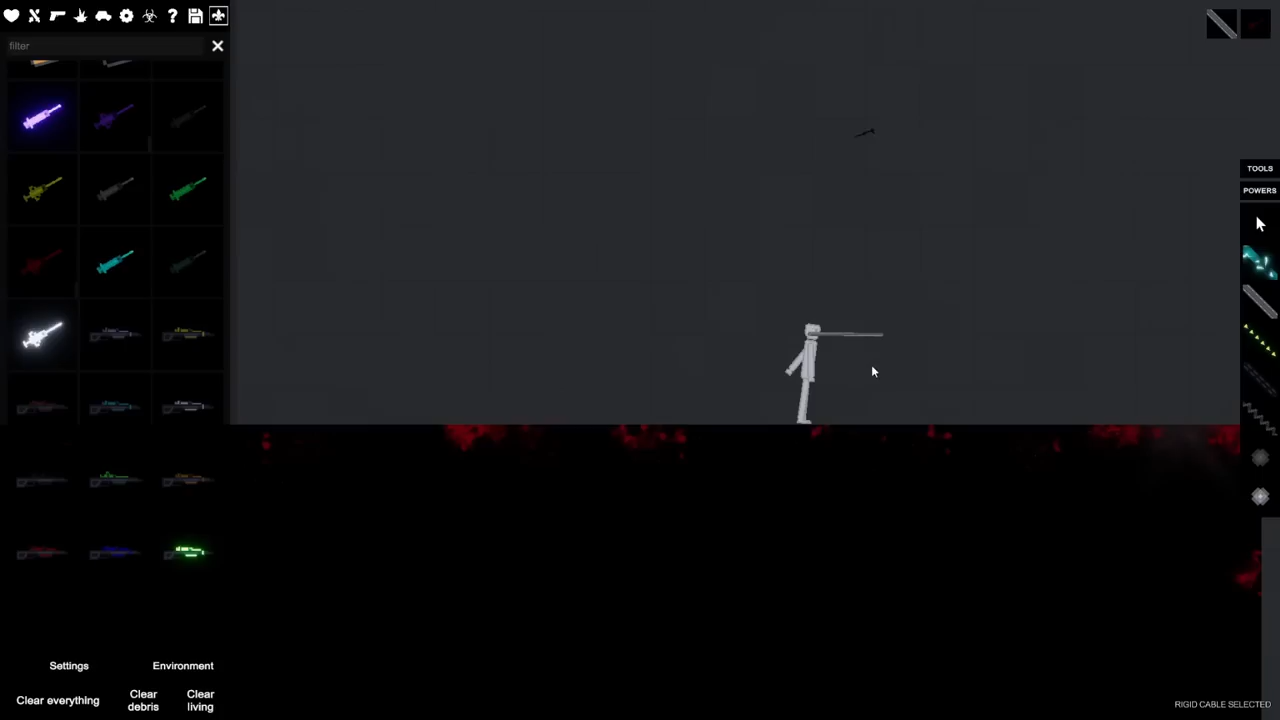 filter
TOOLS
POWERS
Settings
Environment
Clear everything
Clear
debris
Clear
living
RIGID CABLE SELECTED